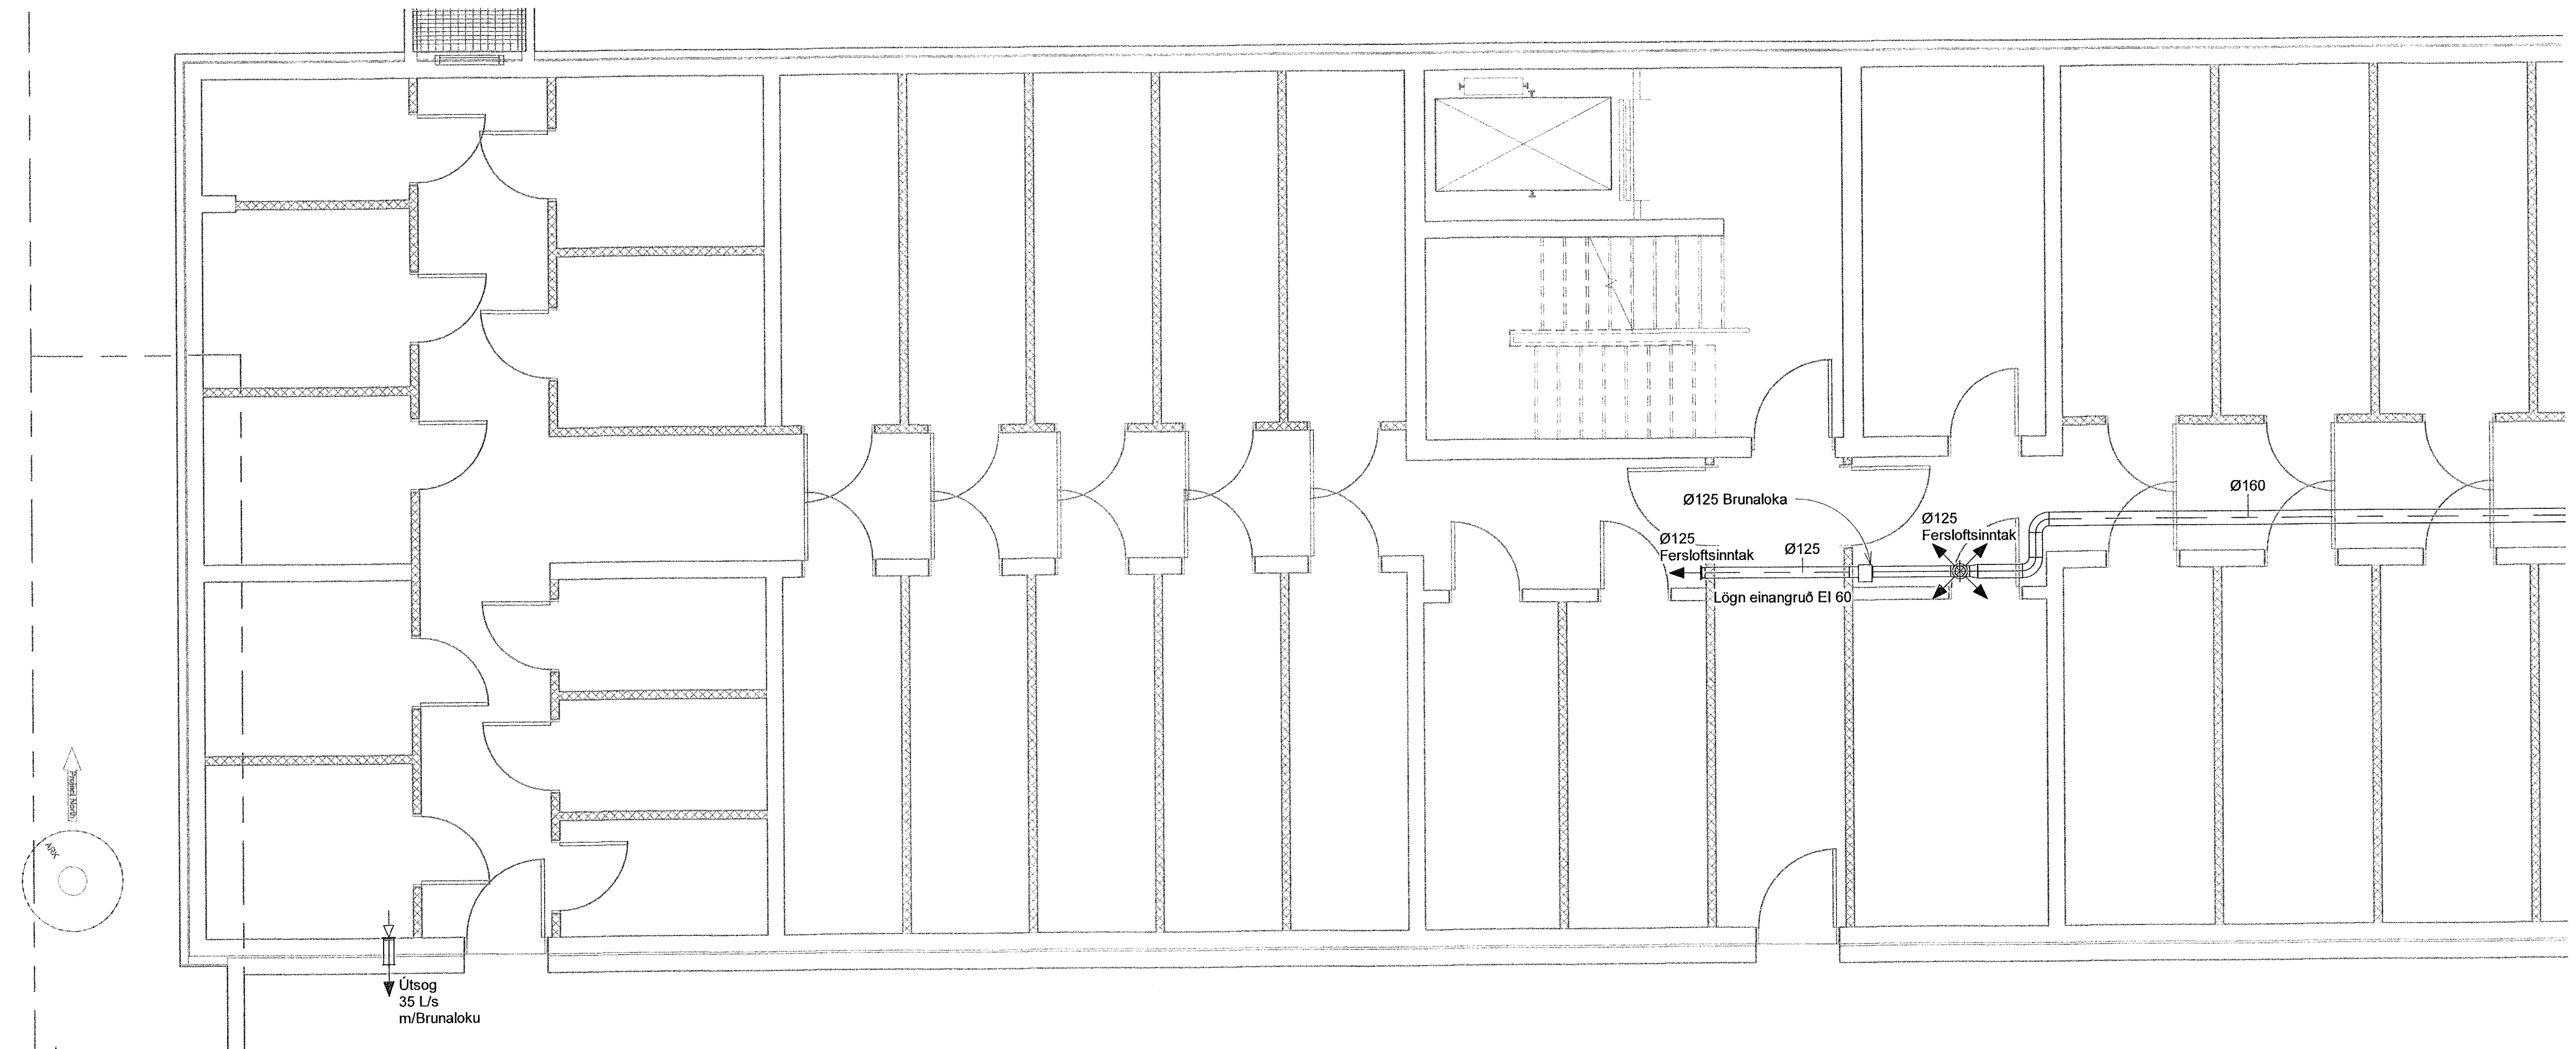 Ø160
Ø125 Brunaloka
Ø125
Fersloftsinntak
Ø125
Fersloftsinntak
Ø125
Lögn einangruð EI 60
Project North
ARK
Útsog
35 L/s
m/Brunaloku